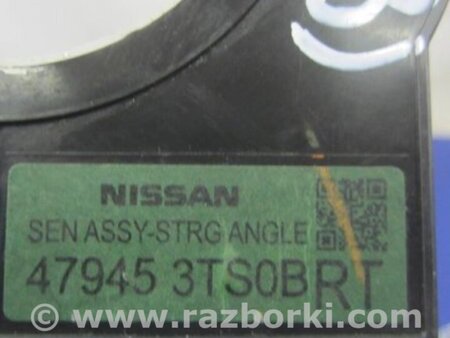 NISSAN
SEN ASSY-STRG ANGLE
47945 3TS0BRT
© www.razborki.com